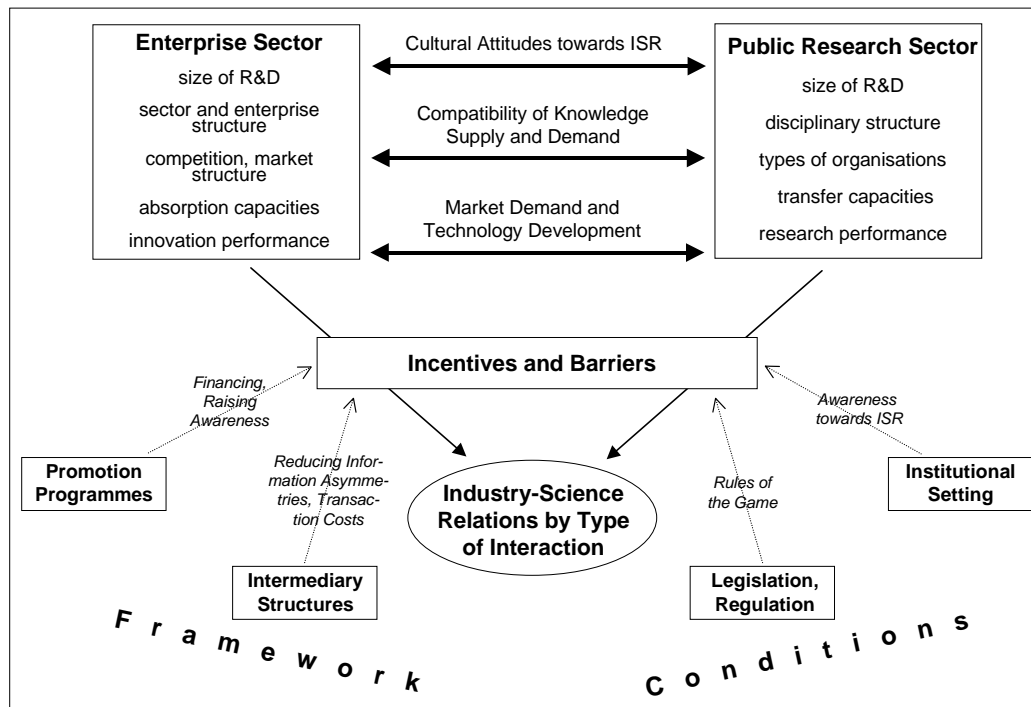 Enterprise Sector
size of R&D
sector and enterprise
structure
competition, market
structure
absorption capacities
innovation performance
Cultural Attitudes towards ISR
Compatibility of Knowledge
Supply and Demand
Market Demand and
Technology Development
Public Research Sector
size of R&D
disciplinary structure
types of organisations
transfer capacities
research performance
Incentives and Barriers
Financing,
Raising
Awareness
Promotion
Programmes
Reducing Infor-
mation Asymme-
tries, Transac-
tion Costs
Intermediary
Structures
Industry-Science
Relations by Type
of Interaction
Rules of
the Game
Legislation,
Regulation
Awareness
towards ISR
Institutional
Setting
Framework
Conditions